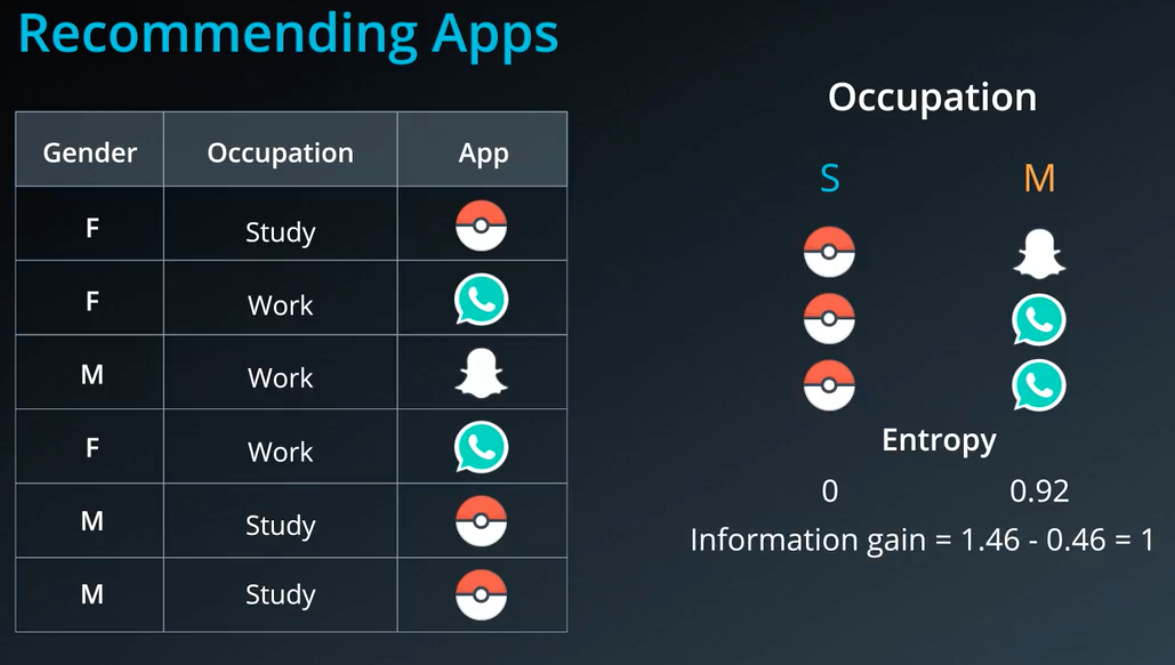 Recommending Apps
Gender Occupation App
F Study
F Work
M Work
F Work
M Study
M Study
Occupation
S M
Entropy
0 0.92
Information gain = 1.46 - 0.46 = 1